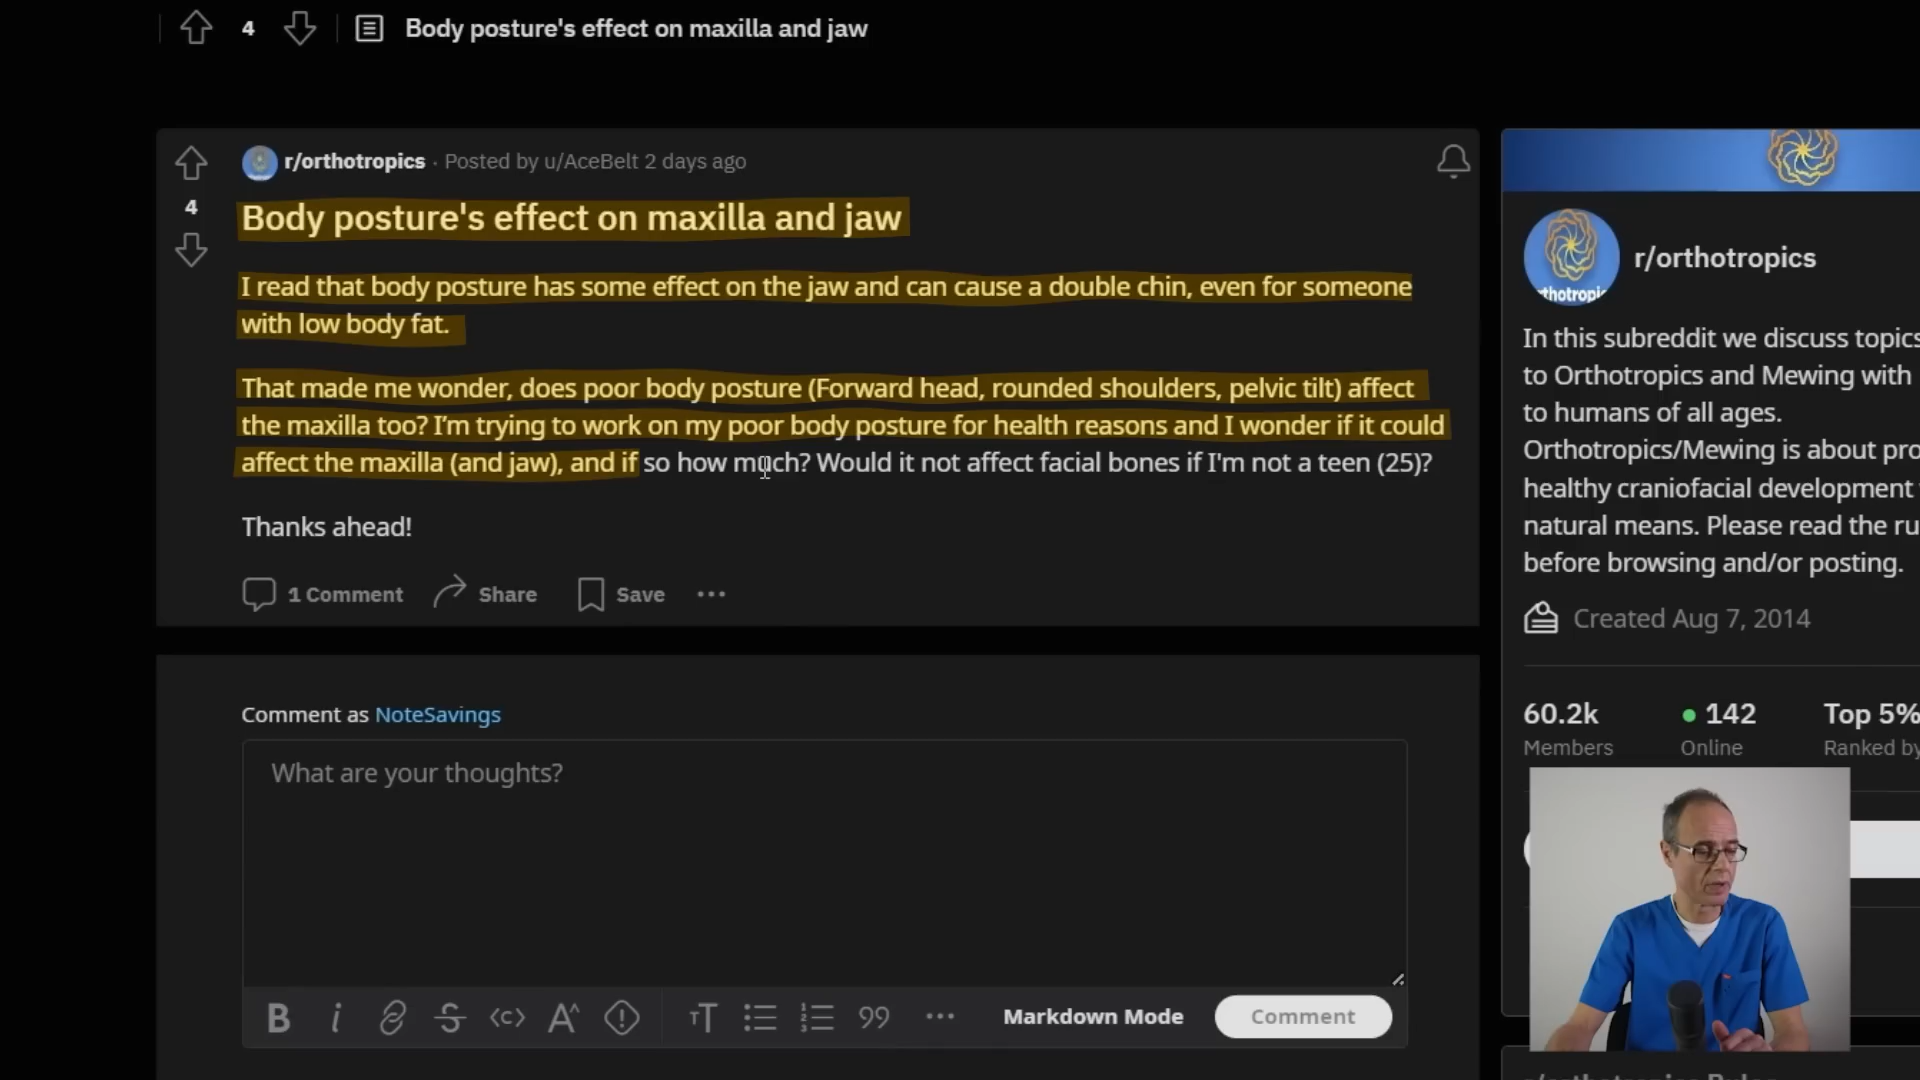 4 Body posture's effect on maxilla and jaw
r/orthotropics · Posted by u/AceBelt 2 days ago
4
Body posture's effect on maxilla and jaw
I read that body posture has some effect on the jaw and can cause a double chin, even for someone
with low body fat.
That made me wonder, does poor body posture (Forward head, rounded shoulders, pelvic tilt) affect
the maxilla too? I'm trying to work on my poor body posture for health reasons and I wonder if it could
affect the maxilla (and jaw), and if so how much? Would it not affect facial bones if I'm not a teen (25)?
Thanks ahead!
1 Comment Share Save
Comment as NoteSavings
What are your thoughts?
Markdown Mode Comment
r/orthotropics
In this subreddit we discuss topics
to Orthotropics and Mewing with
to humans of all ages.
Orthotropics/Mewing is about
healthy craniofacial development
natural means. Please read the
before browsing and/or posting.
Created Aug 7, 2014
60.2k 142 Top 5%
Members Online Ranked by